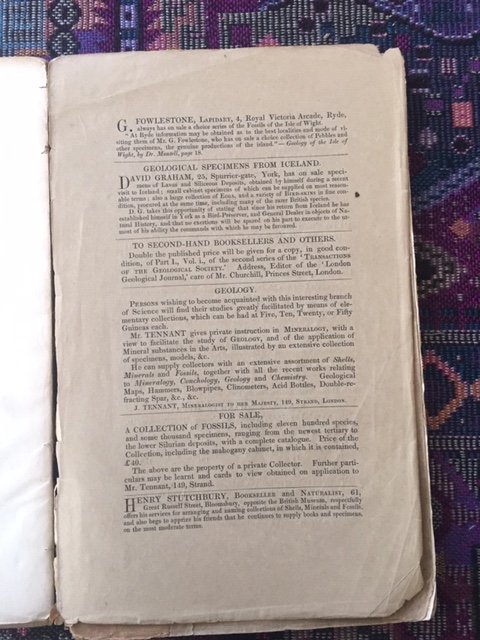 G. FOWLESTONE, LAPIDARY, 4, Royal Victoria Arcade, Ryde,
always has on sale a choice series of the Fossils of the Isle of Wight.
"At Ryde information may be obtained as to the best localities and mode of vi-
siting them of Mr. G. Fowlestone, who has on sale a choice collection of Pebbles and
other specimens, the genuine productions of the island."—Geology of the Isle
of Wight, by Dr. Mantell, page 18.
GEOLOGICAL SPECIMENS FROM ICELAND.
DAVID GRAHAM, 25, Spurrier-gate, York, has on sale speci-
mens of Lavas and Siliceous Deposits, obtained by himself during a recent
visit to Iceland; small cabinet specimens of which can be supplied on most reason-
able terms; also a large collection of EGGS, and a variety of BIRD-SKINS in fine con-
dition, procured at the same time, including many of the rarer British species.
D. G. takes this opportunity of stating that since his return from Iceland he has
established himself in York as a Bird-Preserver, and General Dealer in objects of Na-
tural History, and that no exertions will be spared on his part to execute to the ut-
most of his ability the commands with which he may be favoured.
TO SECOND-HAND BOOKSELLERS AND OTHERS.
Double the published price will be given for a copy, in good con-
dition, of Part I., Vol. i., of the second series of the 'TRANSACTIONS
OF THE GEOLOGICAL SOCIETY.' Address, Editor of the 'London
Geological Journal,' care of Mr. Churchill, Princes Street, London.
GEOLOGY.
PERSONS wishing to become acquainted with this interesting branch
of Science will find their studies greatly facilitated by means of ele-
mentary collections, which can be had at Five, Ten, Twenty, or Fifty
Guineas each.
Mr. TENNANT gives private instruction in MINERALOGY, with a
view to facilitate the study of GEOLOGY, and of the application of
Mineral substances in the Arts, illustrated by an extensive collection
of specimens, models, &c.
He can supply collectors with an extensive assortment of Shells,
Minerals and Fossils, together with all the recent works relating
to Mineralogy, Conchology, Geology and Chemistry. Geological
Maps, Hammers, Blowpipes, Clinometers, Acid Bottles, Double-re-
fracting Spar, &c., &c.
J. TENNANT, MINERALOGIST TO HER MAJESTY, 149, STRAND, LONDON.
FOR SALE,
A COLLECTION OF FOSSILS, including eleven hundred species,
and some thousand specimens, ranging from the newest tertiary to
the lower Silurian deposits, with a complete catalogue. Price of the
Collection, including the mahogany cabinet, in which it is contained,
£40.
The above are the property of a private Collector. Further parti-
culars may be learnt and cards to view obtained on application to
Mr. Tennant, 149, Strand.
HENRY STUTCHBURY, BOOKSELLER and NATURALIST, 61,
Great Russell Street, Bloomsbury, opposite the British Museum, respectfully
offers his services for arranging and naming collections of Shells, Minerals and Fossils,
and also begs to apprize his friends that he continues to supply books and specimens,
on the most moderate terms.